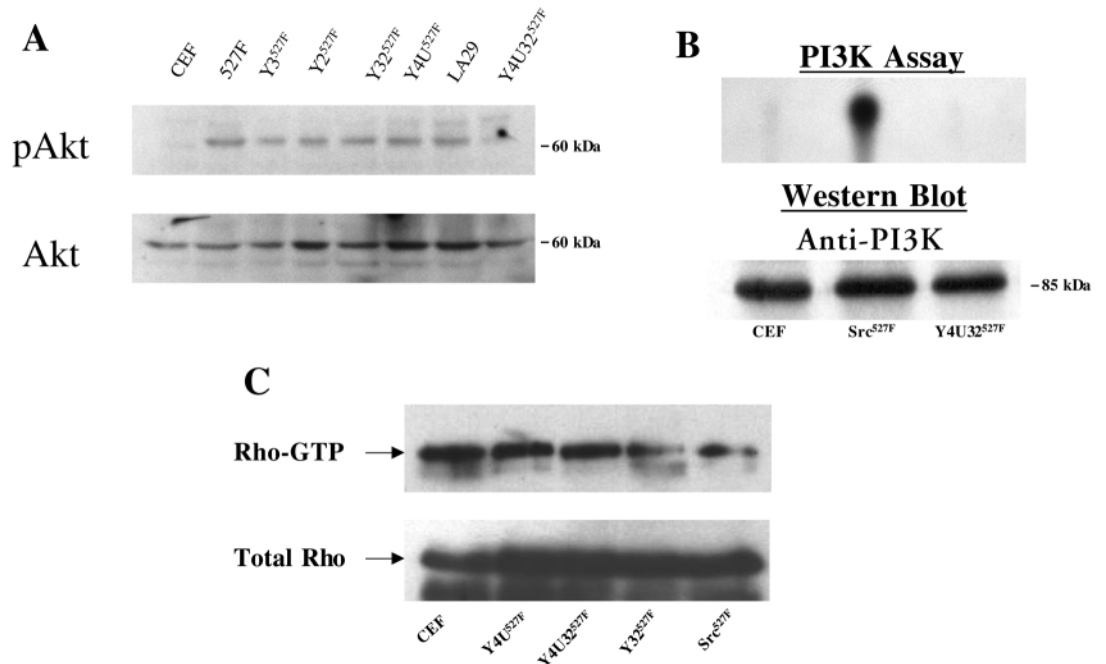 A
CEF 527F Y3527F Y2527F Y32527F Y4U527F LA29 Y4U32527F
pAkt
–60 kDa
Akt
–60 kDa
B
PI3K Assay
Western Blot
Anti-PI3K
–85 kDa
CEF Src527F Y4U32527F
C
Rho-GTP
Total Rho
CEF Y4U527F Y4U32527F Y32527F Src527F